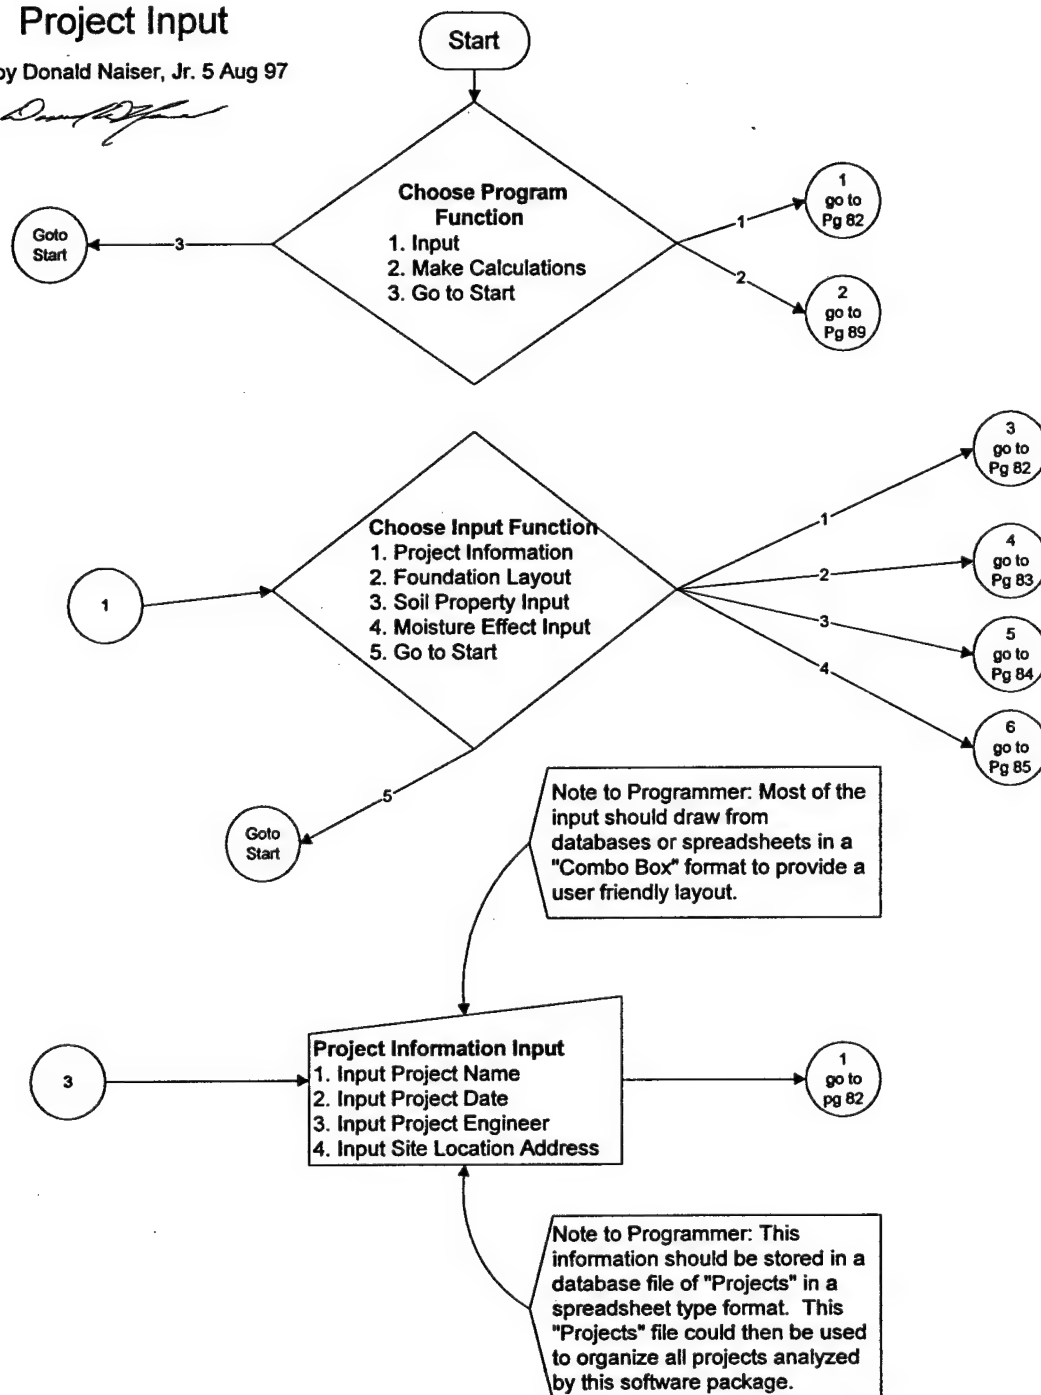 Project Input
by Donald Naiser, Jr. 5 Aug 97
Start
Choose Program
Function
1. Input
2. Make Calculations
3. Go to Start
Goto
Start
3
1
2
1
go to
Pg 82
2
go to
Pg 89
1
Choose Input Function
1. Project Information
2. Foundation Layout
3. Soil Property Input
4. Moisture Effect Input
5. Go to Start
1
2
3
4
5
3
go to
Pg 82
4
go to
Pg 83
5
go to
Pg 84
6
go to
Pg 85
Goto
Start
Note to Programmer: Most of the
input should draw from
databases or spreadsheets in a
"Combo Box" format to provide a
user friendly layout.
3
Project Information Input
1. Input Project Name
2. Input Project Date
3. Input Project Engineer
4. Input Site Location Address
1
go to
pg 82
Note to Programmer: This
information should be stored in a
database file of "Projects" in a
spreadsheet type format. This
"Projects" file could then be used
to organize all projects analyzed
by this software package.